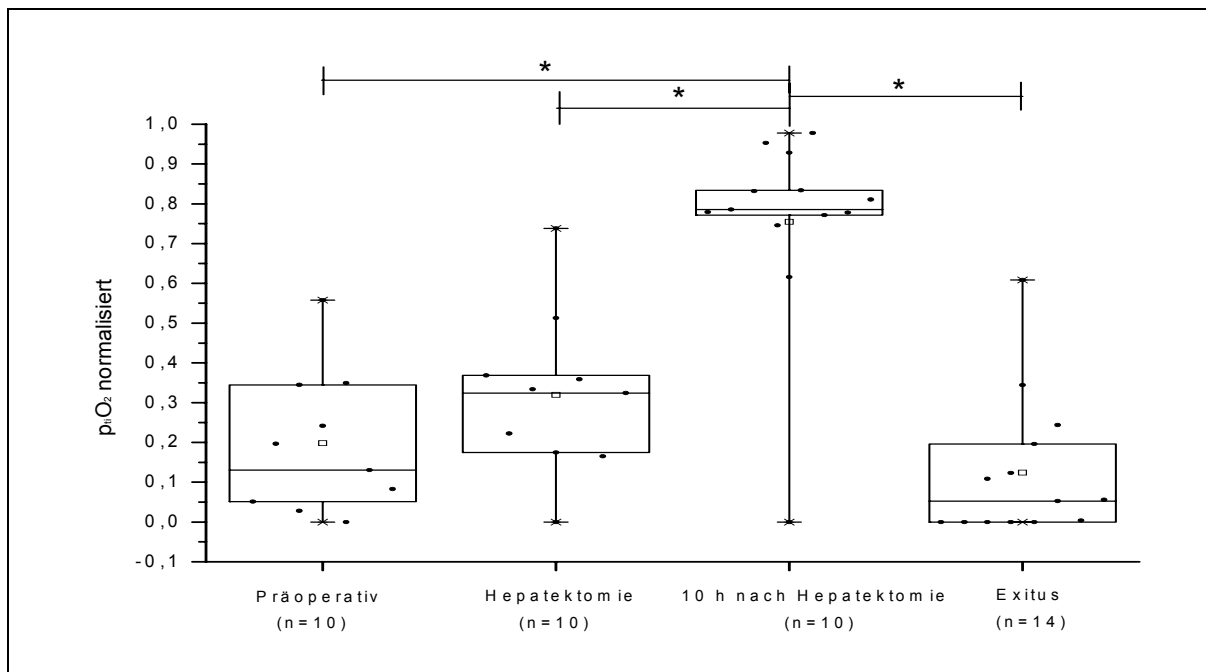 *
*
*
1,0
0,9
0,8
0,7
0,6
0,5
0,4
0,3
0,2
0,1
0,0
-0,1
ptiO2 normalisiert
Präoperativ
(n=10)
Hepatektomie
(n=10)
10 h nach Hepatektomie
(n=10)
Exitus
(n=14)